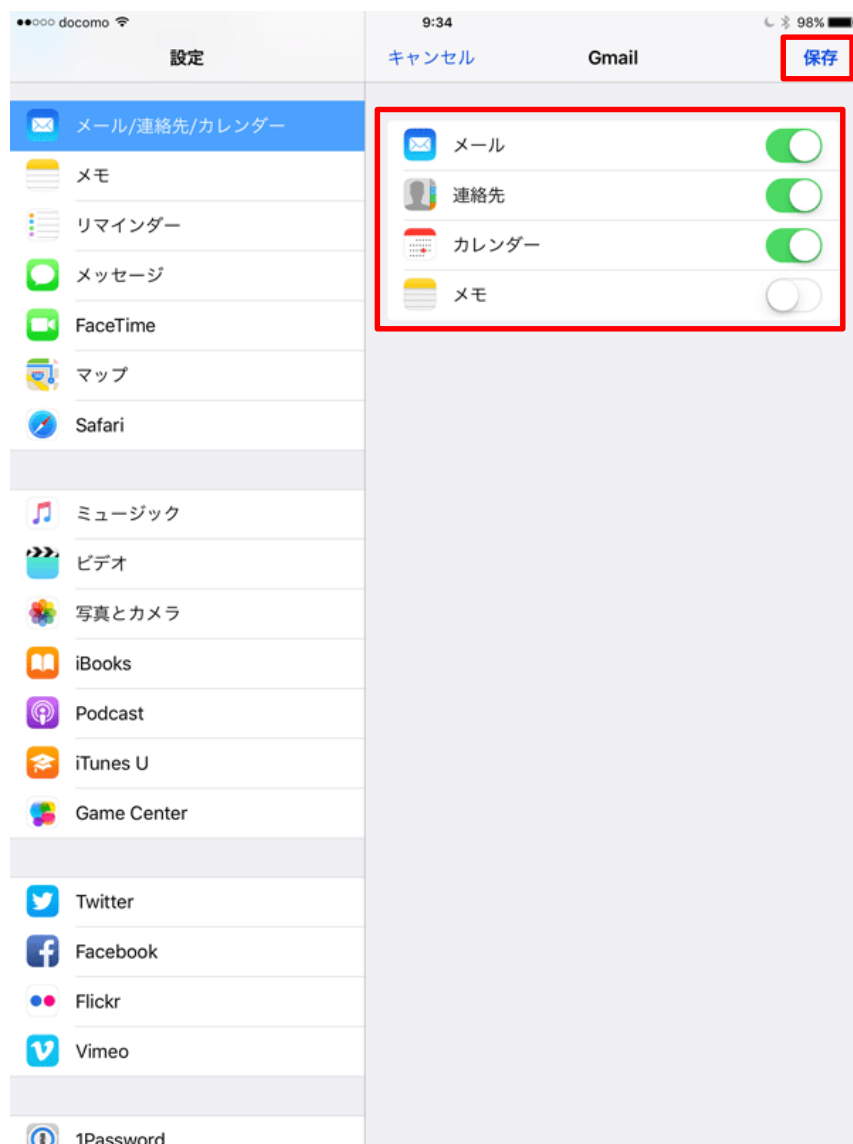 docomo 9:34 98%
設定
キャンセル Gmail 保存
メール/連絡先/カレンダー
メモ
リマインダー
メッセージ
FaceTime
マップ
Safari
ミュージック
ビデオ
写真とカメラ
iBooks
Podcast
iTunes U
Game Center
Twitter
Facebook
Flickr
Vimeo
1Password
メール
連絡先
カレンダー
メモ